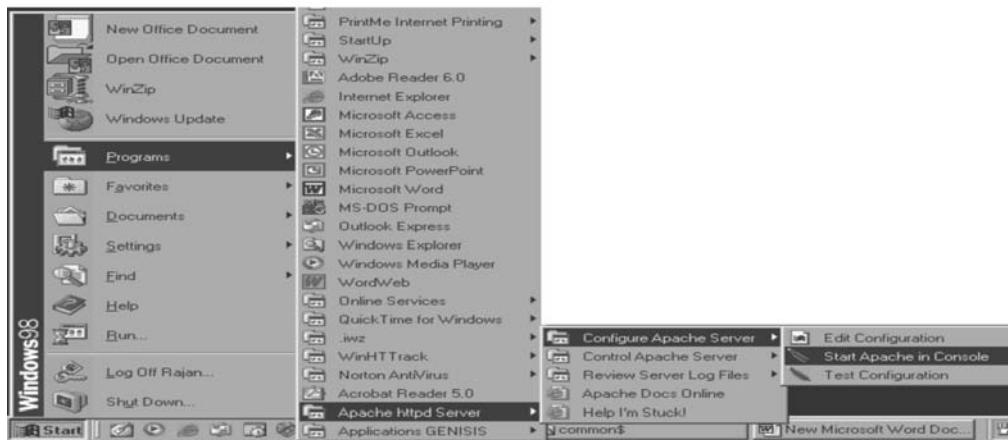 New Office Document
Open Office Document
WinZip
Windows Update
Programs
Favorites
Documents
Settings
Find
Help
Run...
Log Off Rajan...
Shut Down...
Windows98
PrintMe Internet Printing
StartUp
WinZip
Adobe Reader 6.0
Internet Explorer
Microsoft Access
Microsoft Excel
Microsoft Outlook
Microsoft PowerPoint
Microsoft Word
MS-DOS Prompt
Outlook Express
Windows Explorer
Windows Media Player
WordWeb
Online Services
QuickTime for Windows
.iwz
WinHTTrack
Norton AntiVirus
Acrobat Reader 5.0
Apache httpd Server
Applications GENISIS
Configure Apache Server
Control Apache Server
Review Server Log Files
Apache Docs Online
Help I'm Stuck!
Edit Configuration
Start Apache in Console
Test Configuration
Start
common$
New Microsoft Word Doc...